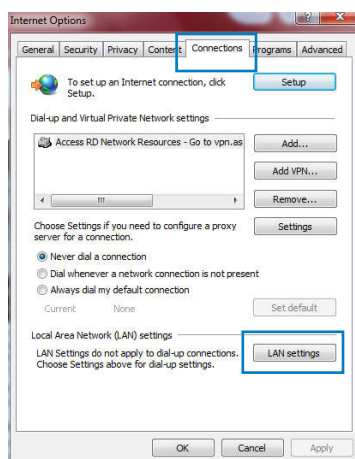 Internet Options
General Security Privacy Content Connections Programs Advanced
To set up an Internet connection, click Setup
Setup.
Dial-up and Virtual Private Network settings
Access RD Network Resources - Go to vpn.as Add...
Add VPN...
Remove...
Choose Settings if you need to configure a proxy Settings
server for a connection.
Never dial a connection
Dial whenever a network connection is not present
Always dial my default connection
Current None Set default
Local Area Network (LAN) settings
LAN Settings do not apply to dial-up connections. LAN settings
Choose Settings above for dial-up settings.
OK Cancel Apply